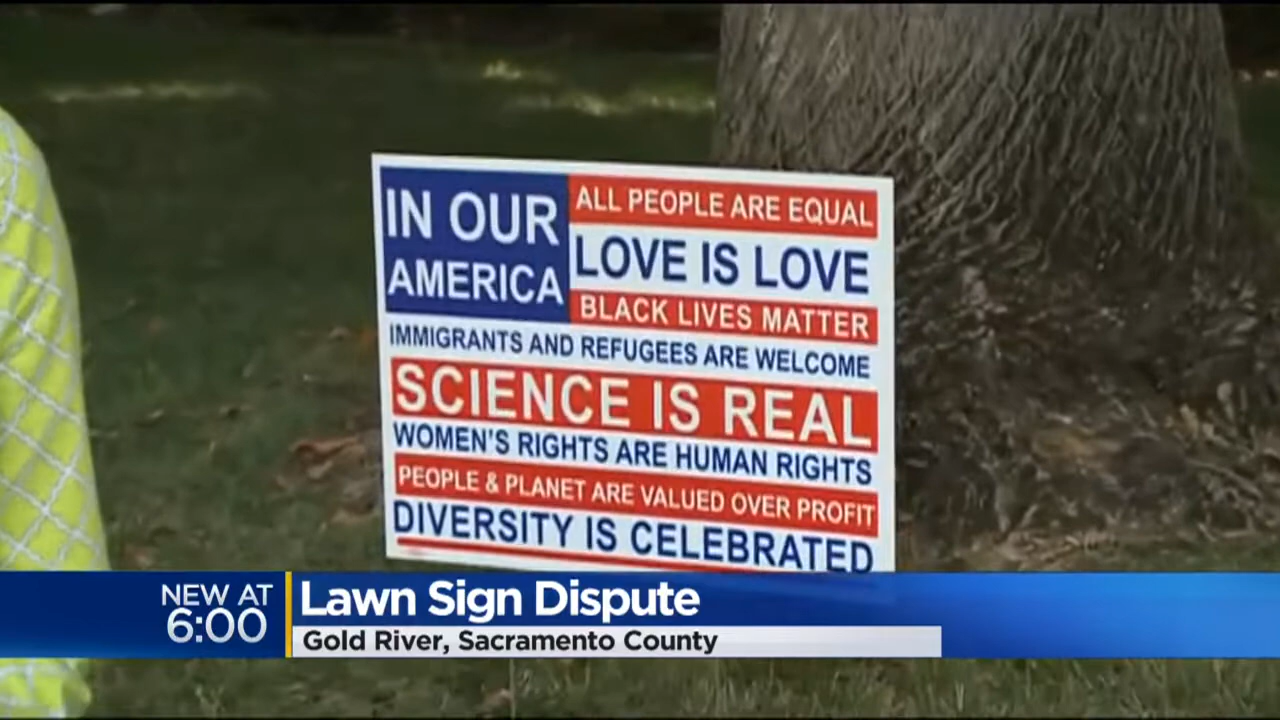 IN OUR
AMERICA
ALL PEOPLE ARE EQUAL
LOVE IS LOVE
BLACK LIVES MATTER
IMMIGRANTS AND REFUGEES ARE WELCOME
SCIENCE IS REAL
WOMEN'S RIGHTS ARE HUMAN RIGHTS
PEOPLE & PLANET ARE VALUED OVER PROFIT
DIVERSITY IS CELEBRATED
NEW AT
6:00
Lawn Sign Dispute
Gold River, Sacramento County